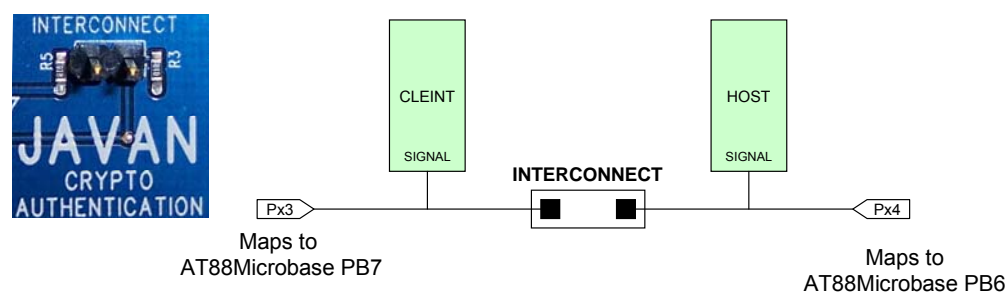 INTERCONNECT
R5
R3
JAVAN
CRYPTO
AUTHENTICATION
CLEINT
SIGNAL
HOST
SIGNAL
INTERCONNECT
Px3
Px4
Maps to
AT88Microbase PB7
Maps to
AT88Microbase PB6